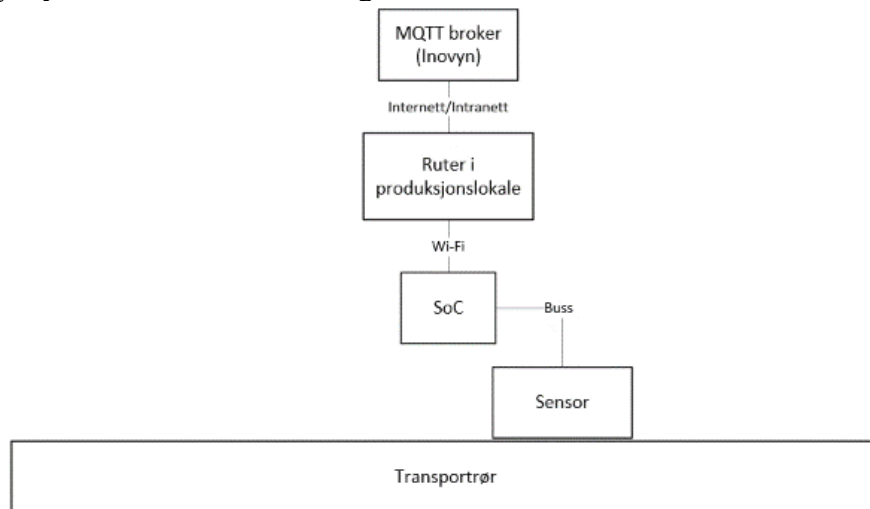 MQTT broker
(Inovyn)
Internett/Intranett
Ruter i
produksjonslokale
Wi-Fi
SoC
Buss
Sensor
Transportrør